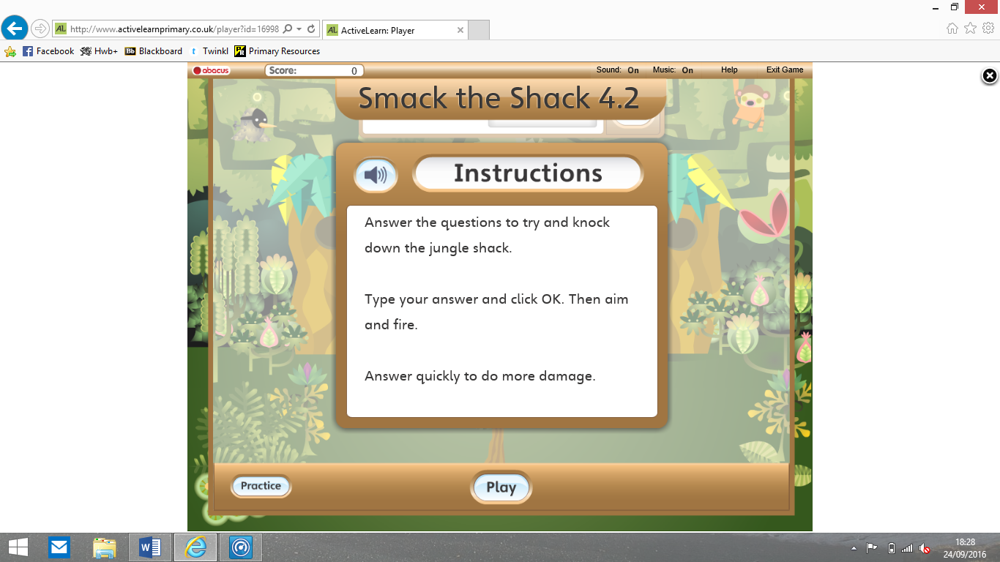 http://www.activelearnprimary.co.uk/player?id=16998
AL ActiveLearn: Player
Facebook Hwb+ Bb Blackboard t Twinkl Primary Resources
abacus Score: 0 Sound: On Music: On Help Exit Game
Smack the Shack 4.2
Instructions
Answer the questions to try and knock
down the jungle shack.
Type your answer and click OK. Then aim
and fire.
Answer quickly to do more damage.
Practice Play
18:28
24/09/2016